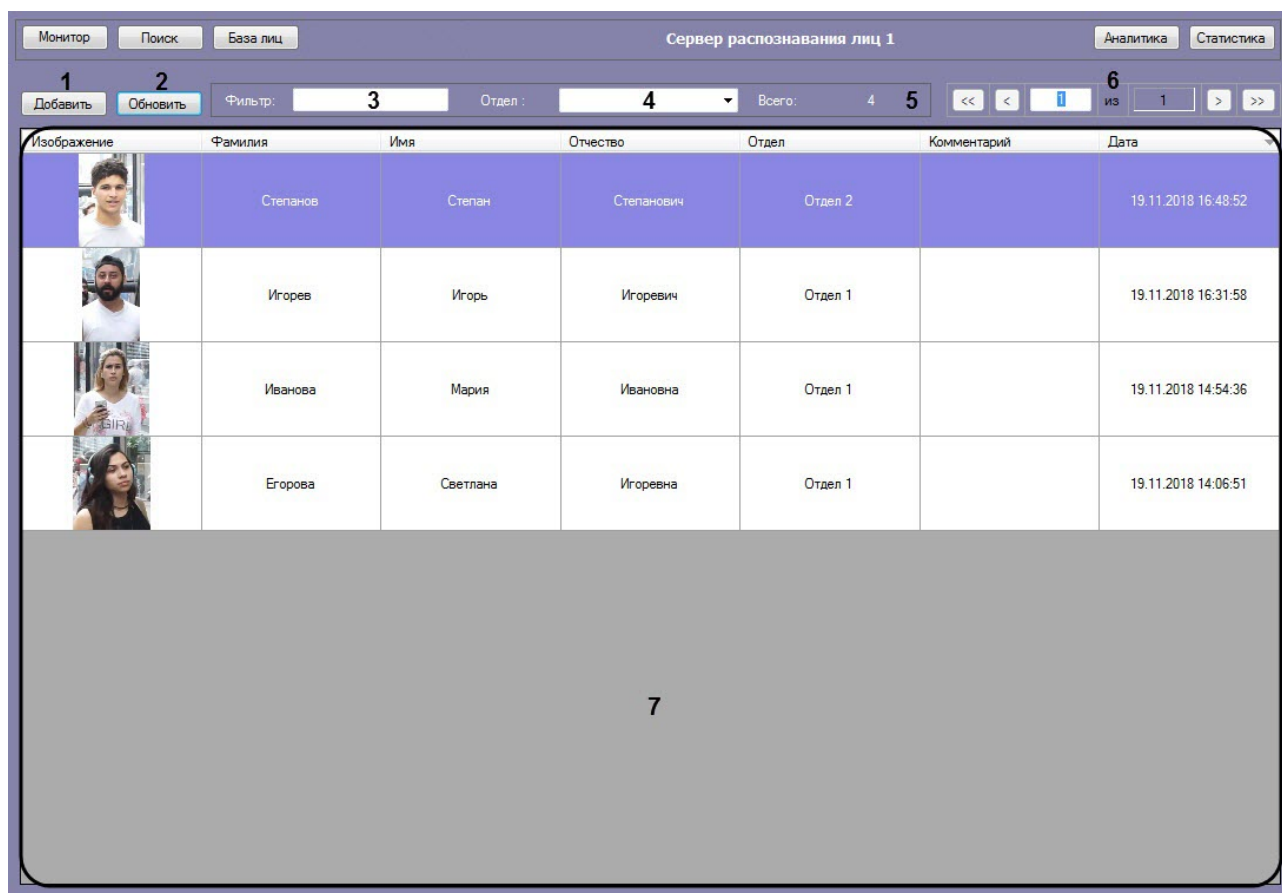 Монитор Поиск База лиц Сервер распознавания лиц 1 Аналитика Статистика
1 2 6
Добавить Обновить Фильтр: 3 Отдел : 4 Всего: 4 5 << < 1 из 1 > >>
Изображение Фамилия Имя Отчество Отдел Комментарий Дата
Степанов Степан Степанович Отдел 2 19.11.2018 16:48:52
Игорев Игорь Игоревич Отдел 1 19.11.2018 16:31:58
Иванова Мария Ивановна Отдел 1 19.11.2018 14:54:36
GIRL
Егорова Светлана Игоревна Отдел 1 19.11.2018 14:06:51
7